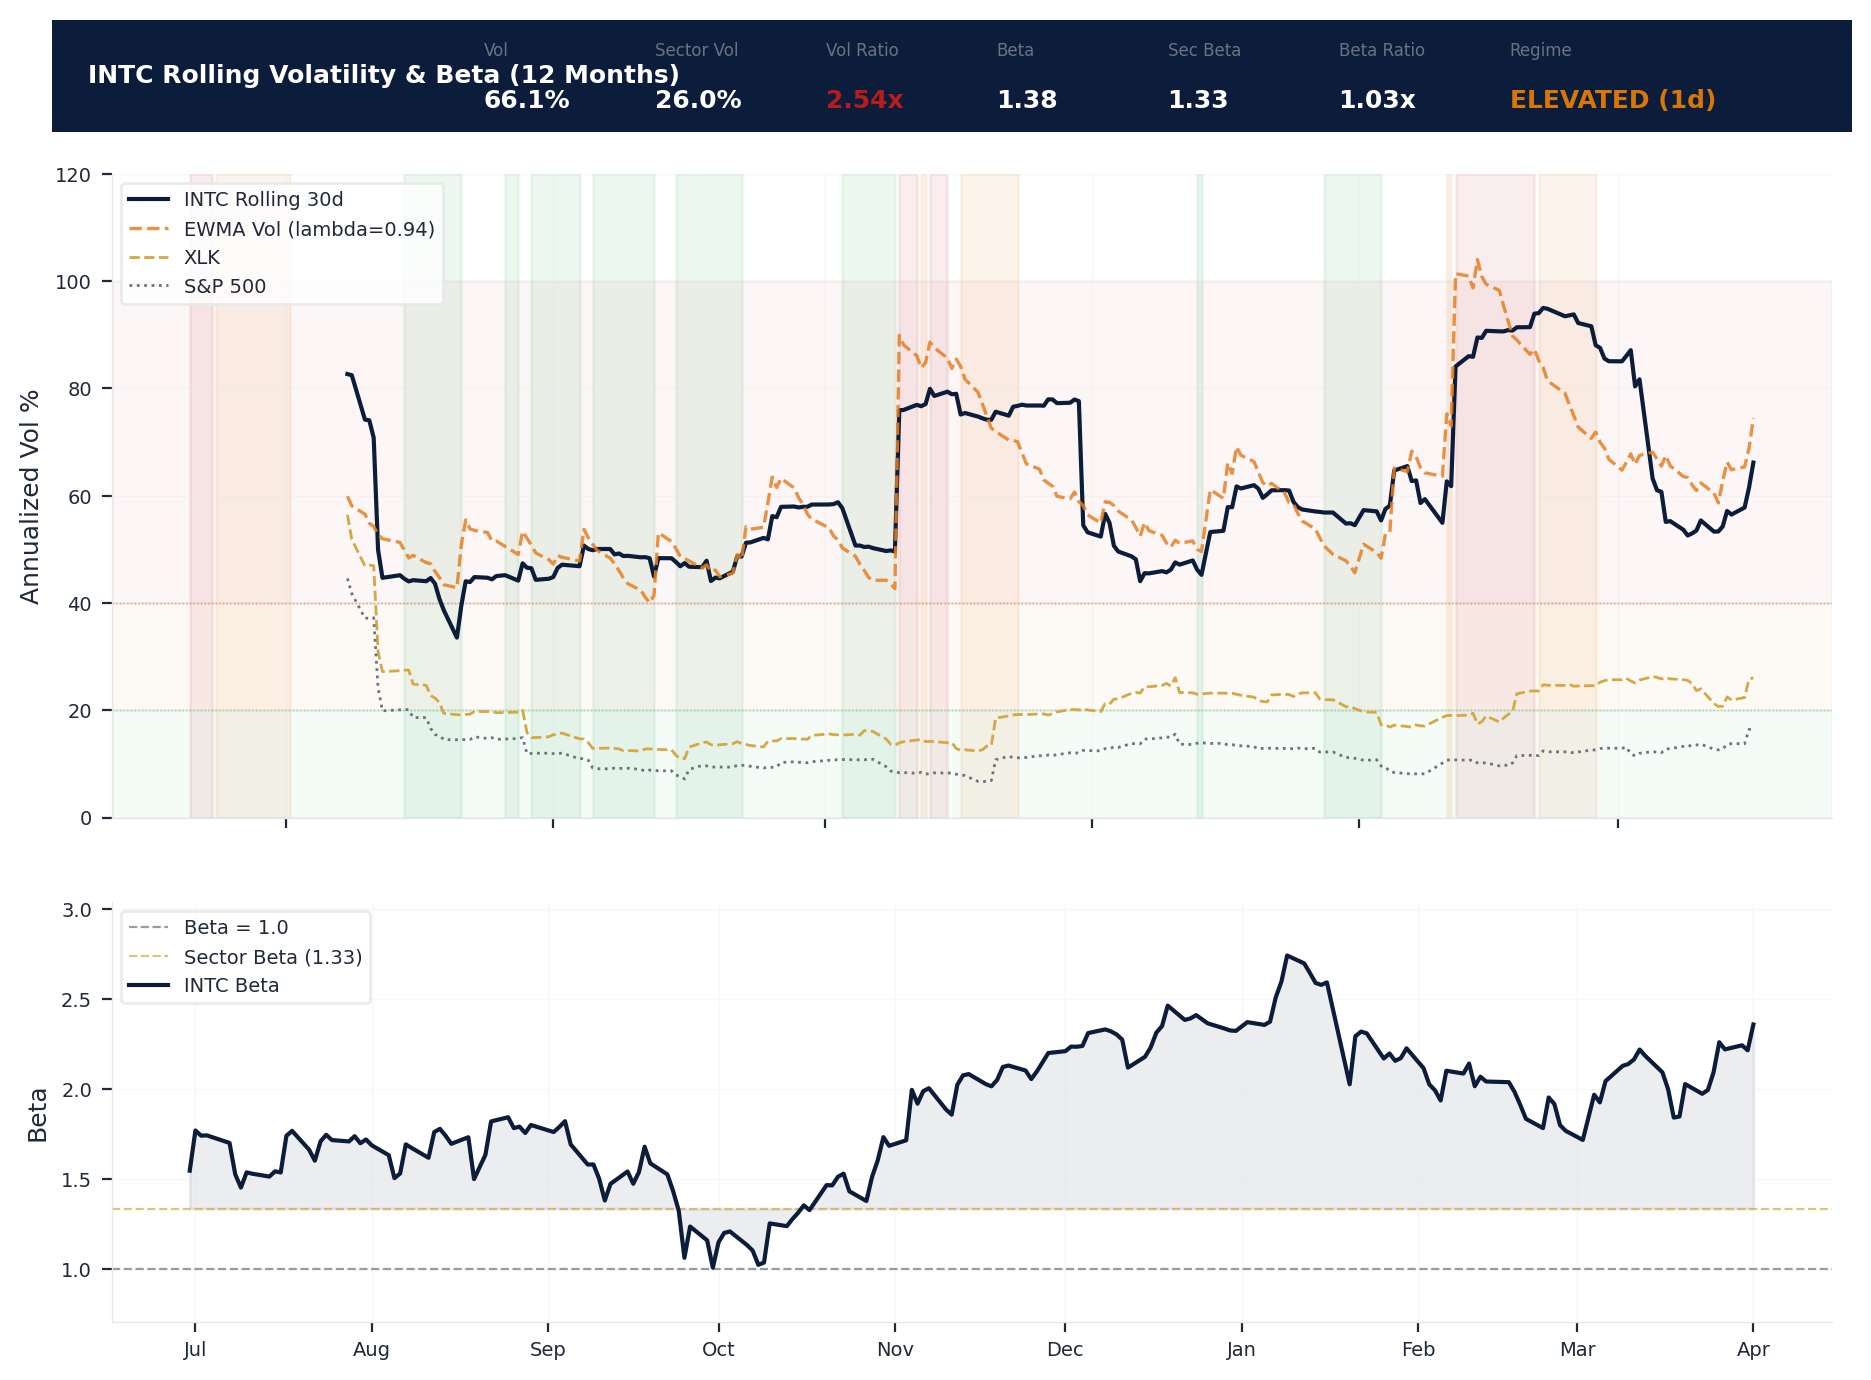 Vol Sector Vol Vol Ratio Beta Sec Beta Beta Ratio Regime
INTC Rolling Volatility & Beta (12 Months)
66.1% 26.0% 2.54x 1.38 1.33 1.03x ELEVATED (1d)
Annualized Vol %
120
100
80
60
40
20
0
INTC Rolling 30d
EWMA Vol (lambda=0.94)
XLK
S&P 500
Beta
3.0
2.5
2.0
1.5
1.0
Beta = 1.0
Sector Beta (1.33)
INTC Beta
Jul Aug Sep Oct Nov Dec Jan Feb Mar Apr